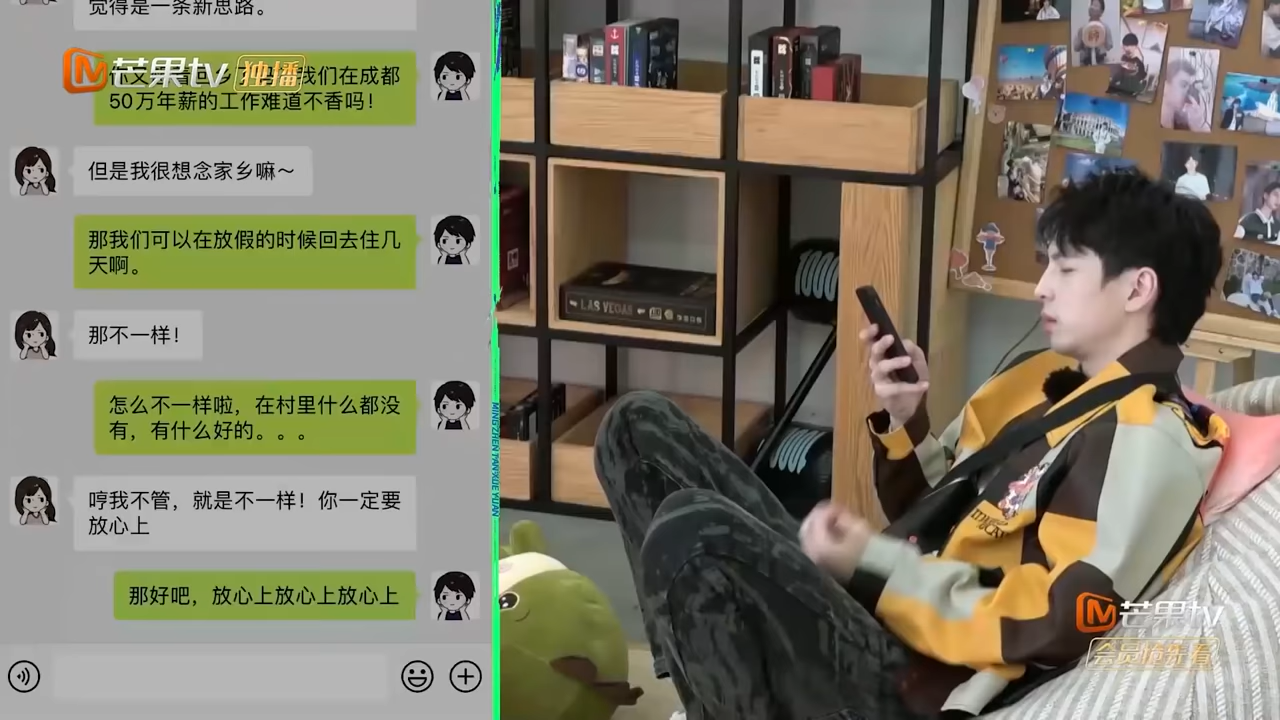 觉得是一条新思路。
芒果tv 独播
我们在成都
50万年薪的工作难道不香吗！
但是我很想念家乡嘛～
那我们可以在放假的时候回去住几
天啊。
那不一样！
怎么不一样啦，在村里什么都没
有，有什么好的。。。
哼我不管，就是不一样！你一定要
放心上
那好吧，放心上放心上放心上
MINGZHENTANXUEYUAN
LAS VEGAS
芒果tv
会员抢先看